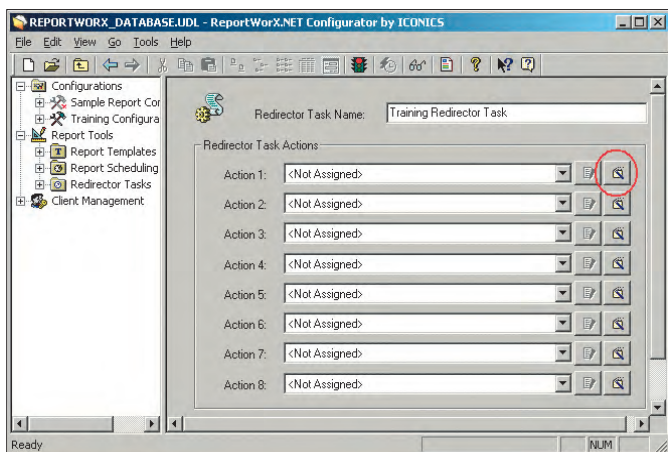 REPORTWORX_DATABASE.UDL - ReportWorX.NET Configurator by ICONICS
File Edit View Go Tools Help
Configurations
Sample Report Cor
Training Configura
Report Tools
Report Templates
Report Scheduling
Redirector Tasks
Client Management
Redirector Task Name: Training Redirector Task
Redirector Task Actions
Action 1: <Not Assigned>
Action 2: <Not Assigned>
Action 3: <Not Assigned>
Action 4: <Not Assigned>
Action 5: <Not Assigned>
Action 6: <Not Assigned>
Action 7: <Not Assigned>
Action 8: <Not Assigned>
Ready
NUM